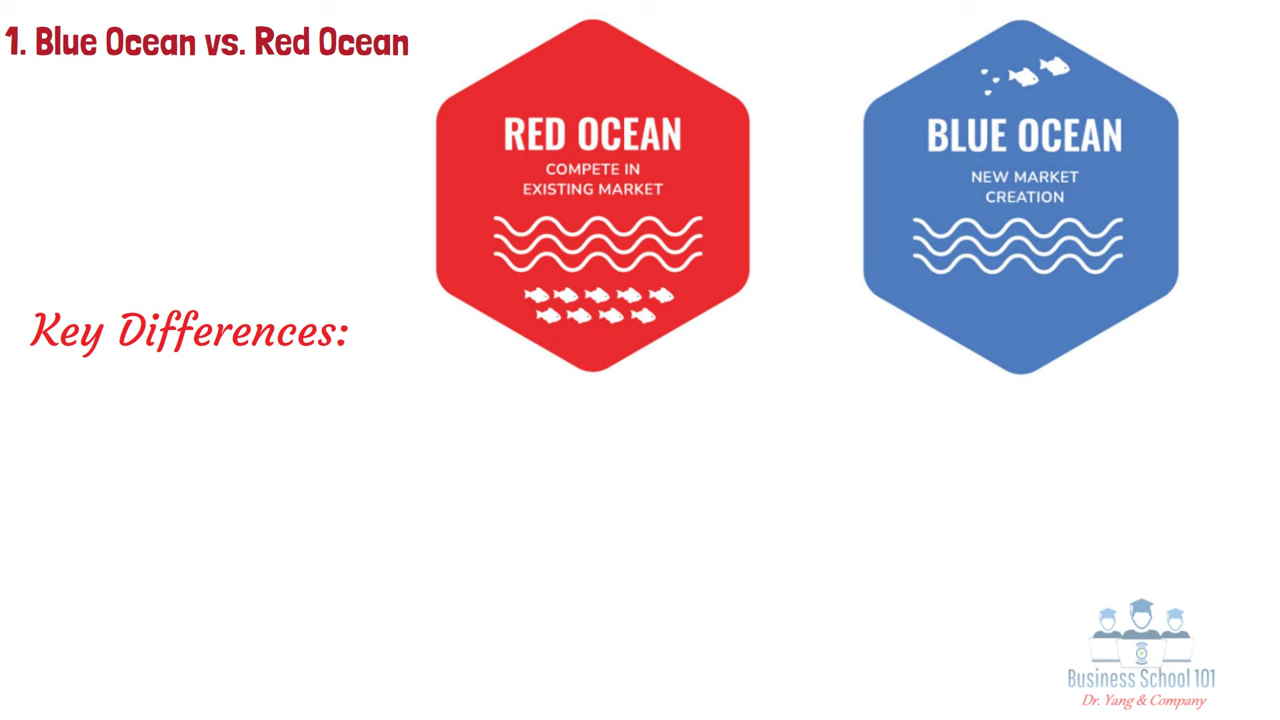 1. Blue Ocean vs. Red Ocean
RED OCEAN
COMPETE IN
EXISTING MARKET
BLUE OCEAN
NEW MARKET
CREATION
Key Differences:
Business School 101
Dr. Yang & Company